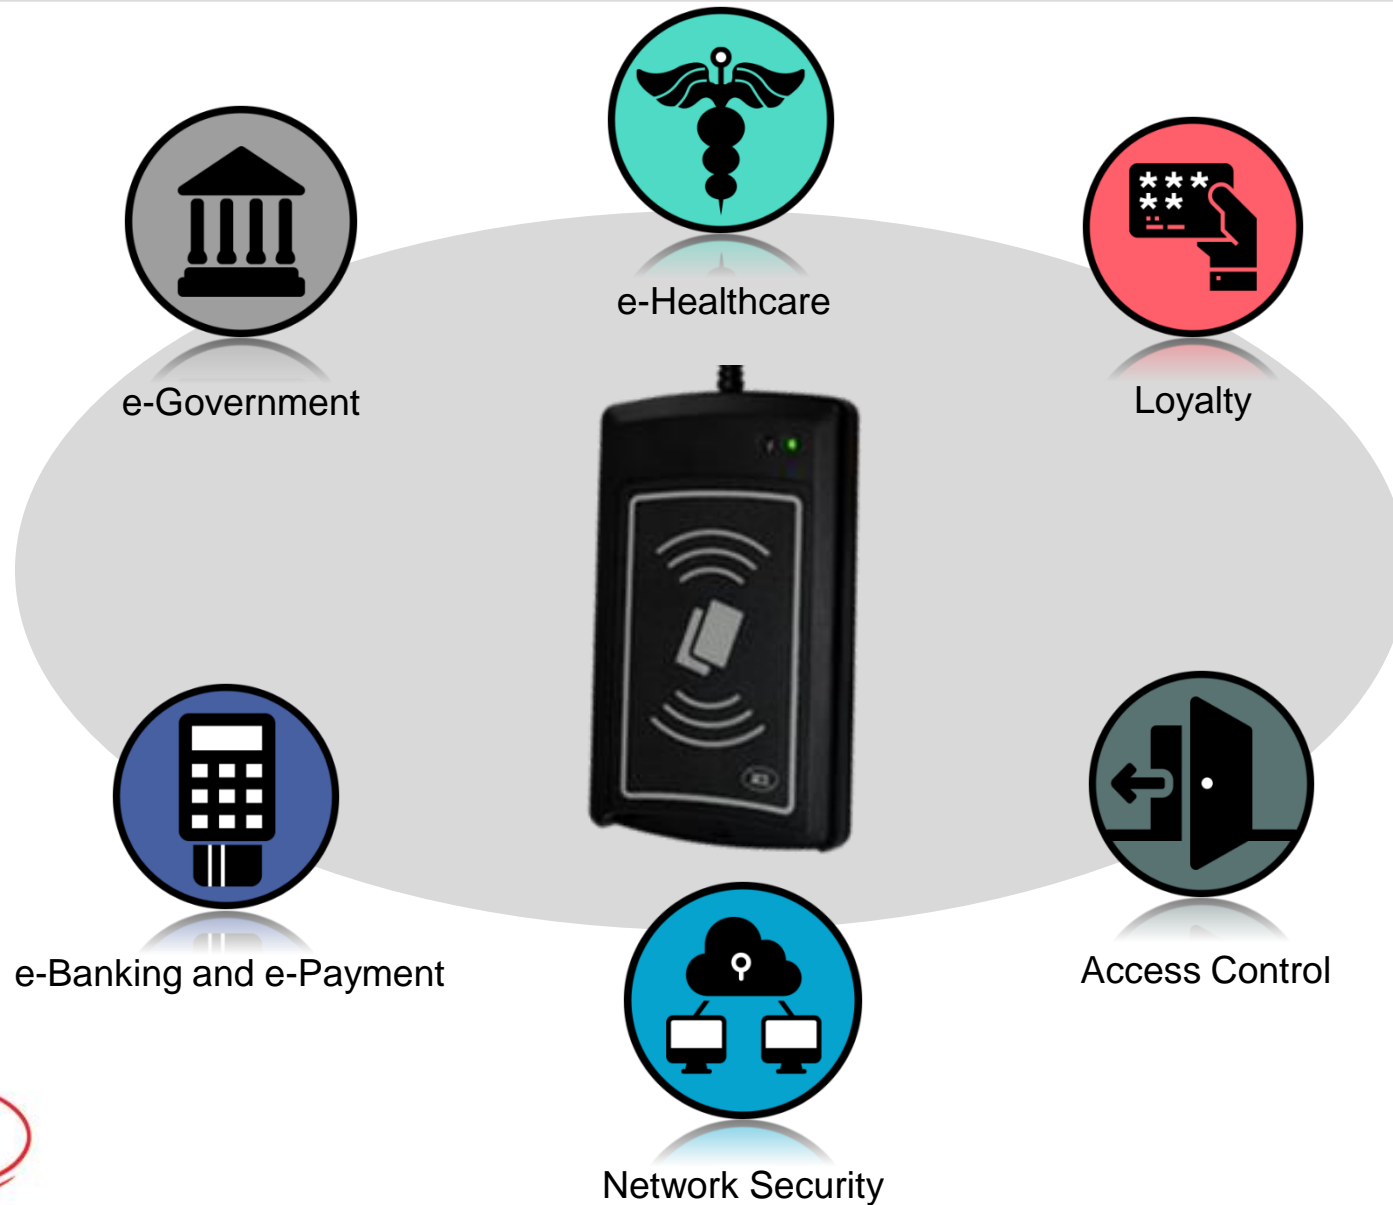 e-Healthcare
e-Government
Loyalty
e-Banking and e-Payment
Access Control
Network Security